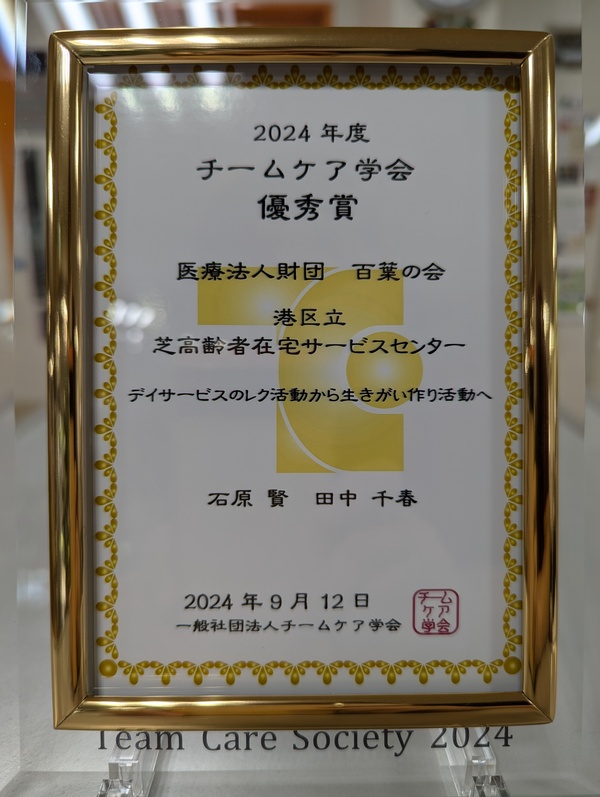 2024 年度
チームケア学会
優秀賞
医療法人財団　百葉の会
港区立
芝高齢者在宅サービスセンター
デイサービスのレク活動から生きがい作り活動へ
石原 賢　田中 千春
2024 年 9 月 12 日
一般社団法人チームケア学会
チーム
ケア
学会
Team Care Society 2024